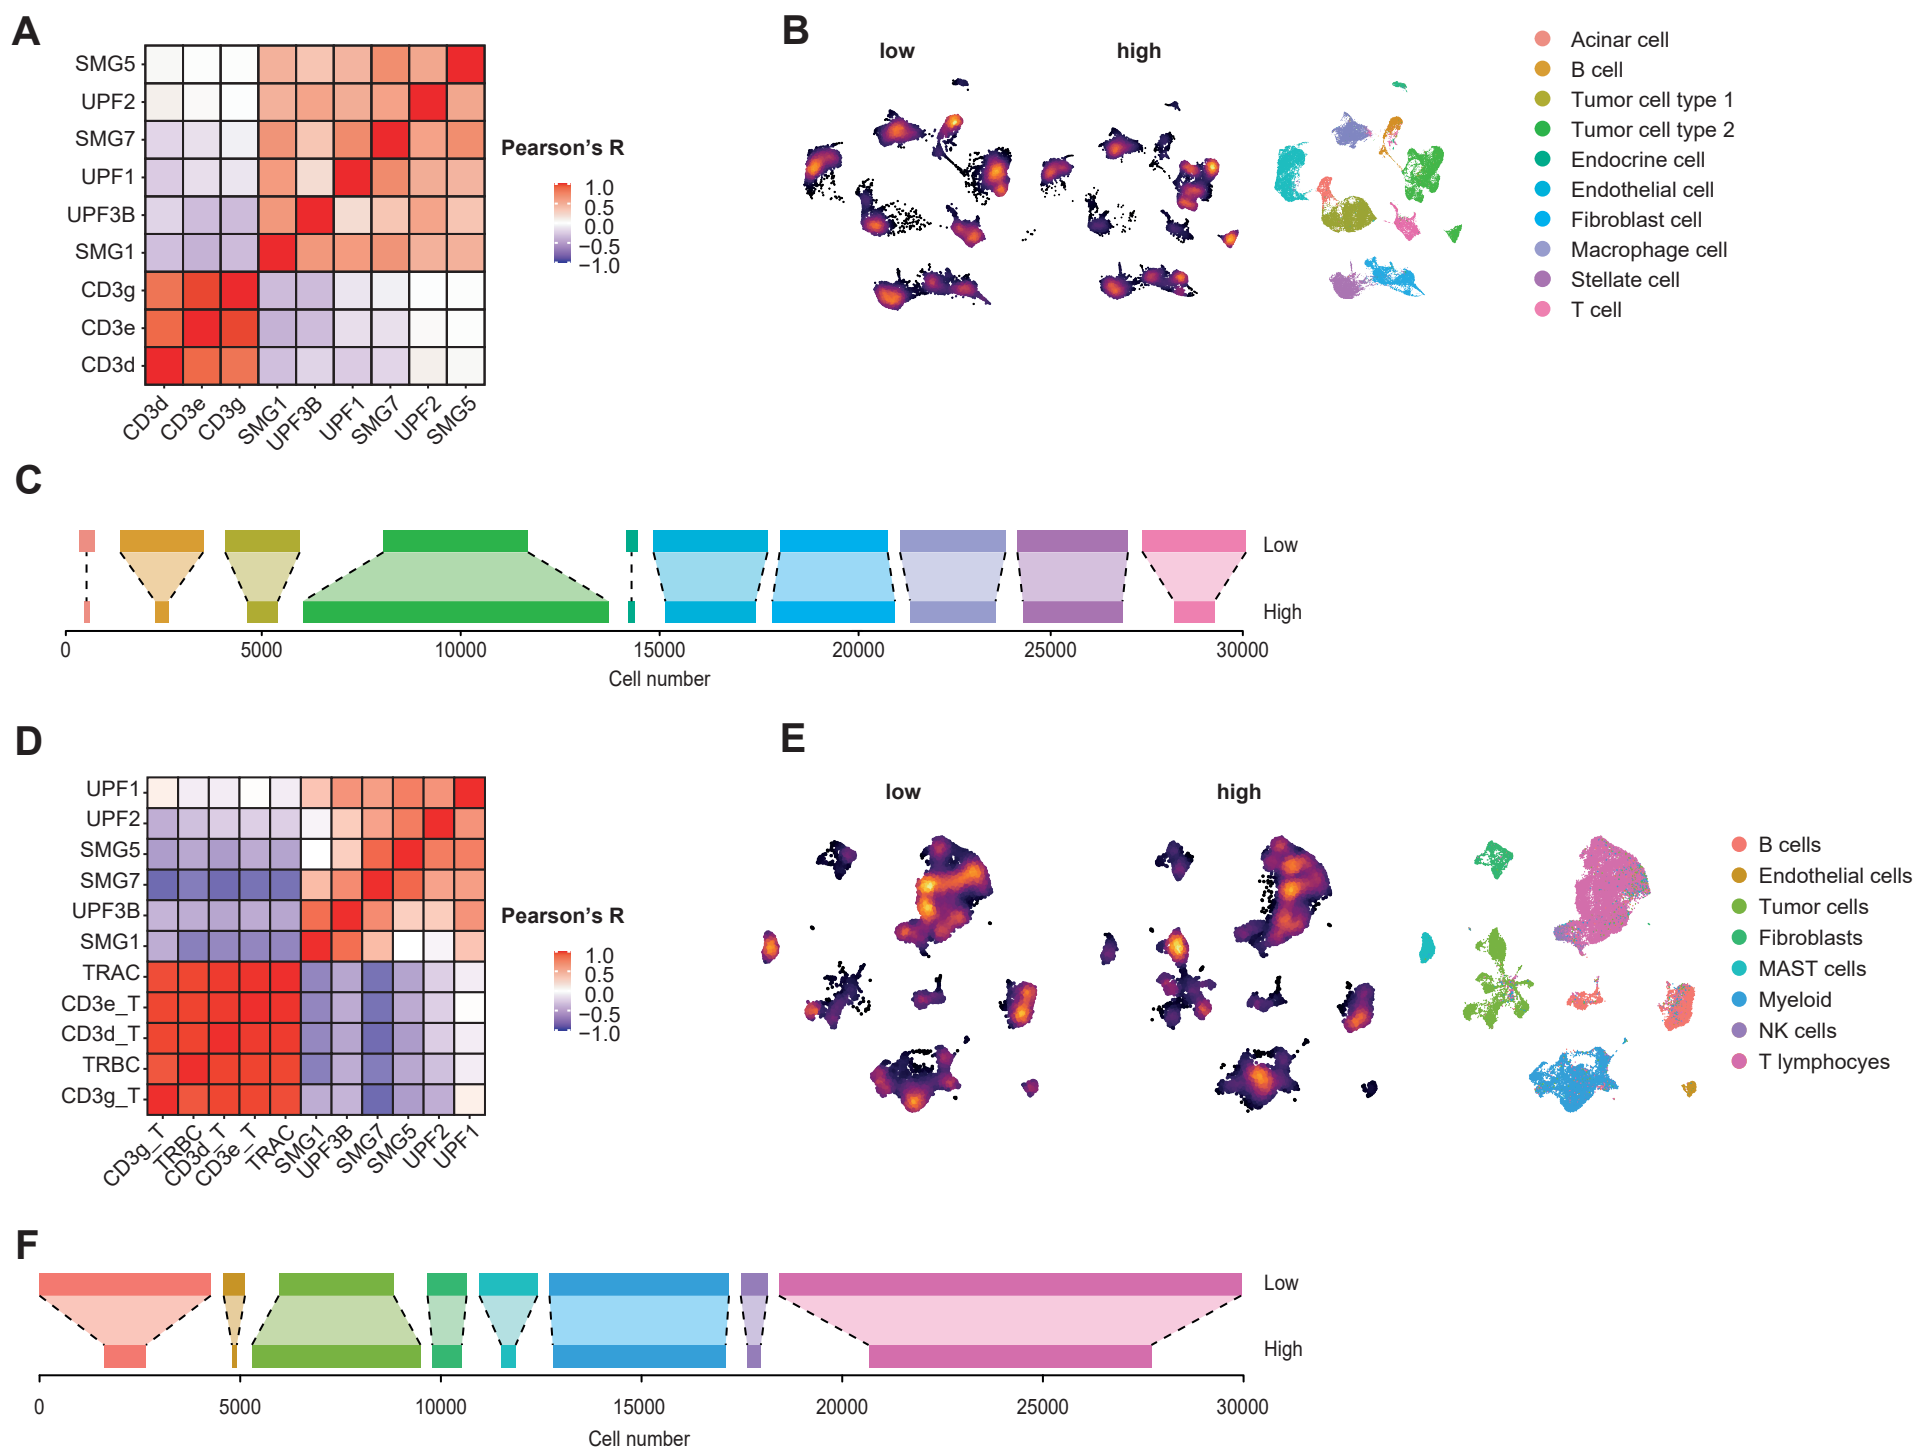 A
SMG5
UPF2
SMG7
UPF1
UPF3B
SMG1
CD3g
CD3e
CD3d
CD3d
CD3e
CD3g
SMG1
UPF3B
UPF1
SMG7
UPF2
SMG5
Pearson's R
1.0
0.5
0.0
−0.5
−1.0
B
low
high
Acinar cell
B cell
Tumor cell type 1
Tumor cell type 2
Endocrine cell
Endothelial cell
Fibroblast cell
Macrophage cell
Stellate cell
T cell
C
Low
High
0 5000 10000 15000 20000 25000 30000
Cell number
D
UPF1
UPF2
SMG5
SMG7
UPF3B
SMG1
TRAC
CD3e_T
CD3d_T
TRBC
CD3g_T
CD3g_T
TRBC
CD3d_T
CD3e_T
TRAC
SMG1
UPF3B
SMG7
SMG5
UPF2
UPF1
Pearson's R
1.0
0.5
0.0
−0.5
−1.0
E
low
high
B cells
Endothelial cells
Tumor cells
Fibroblasts
MAST cells
Myeloid
NK cells
T lymphocyes
F
Low
High
0 5000 10000 15000 20000 25000 30000
Cell number